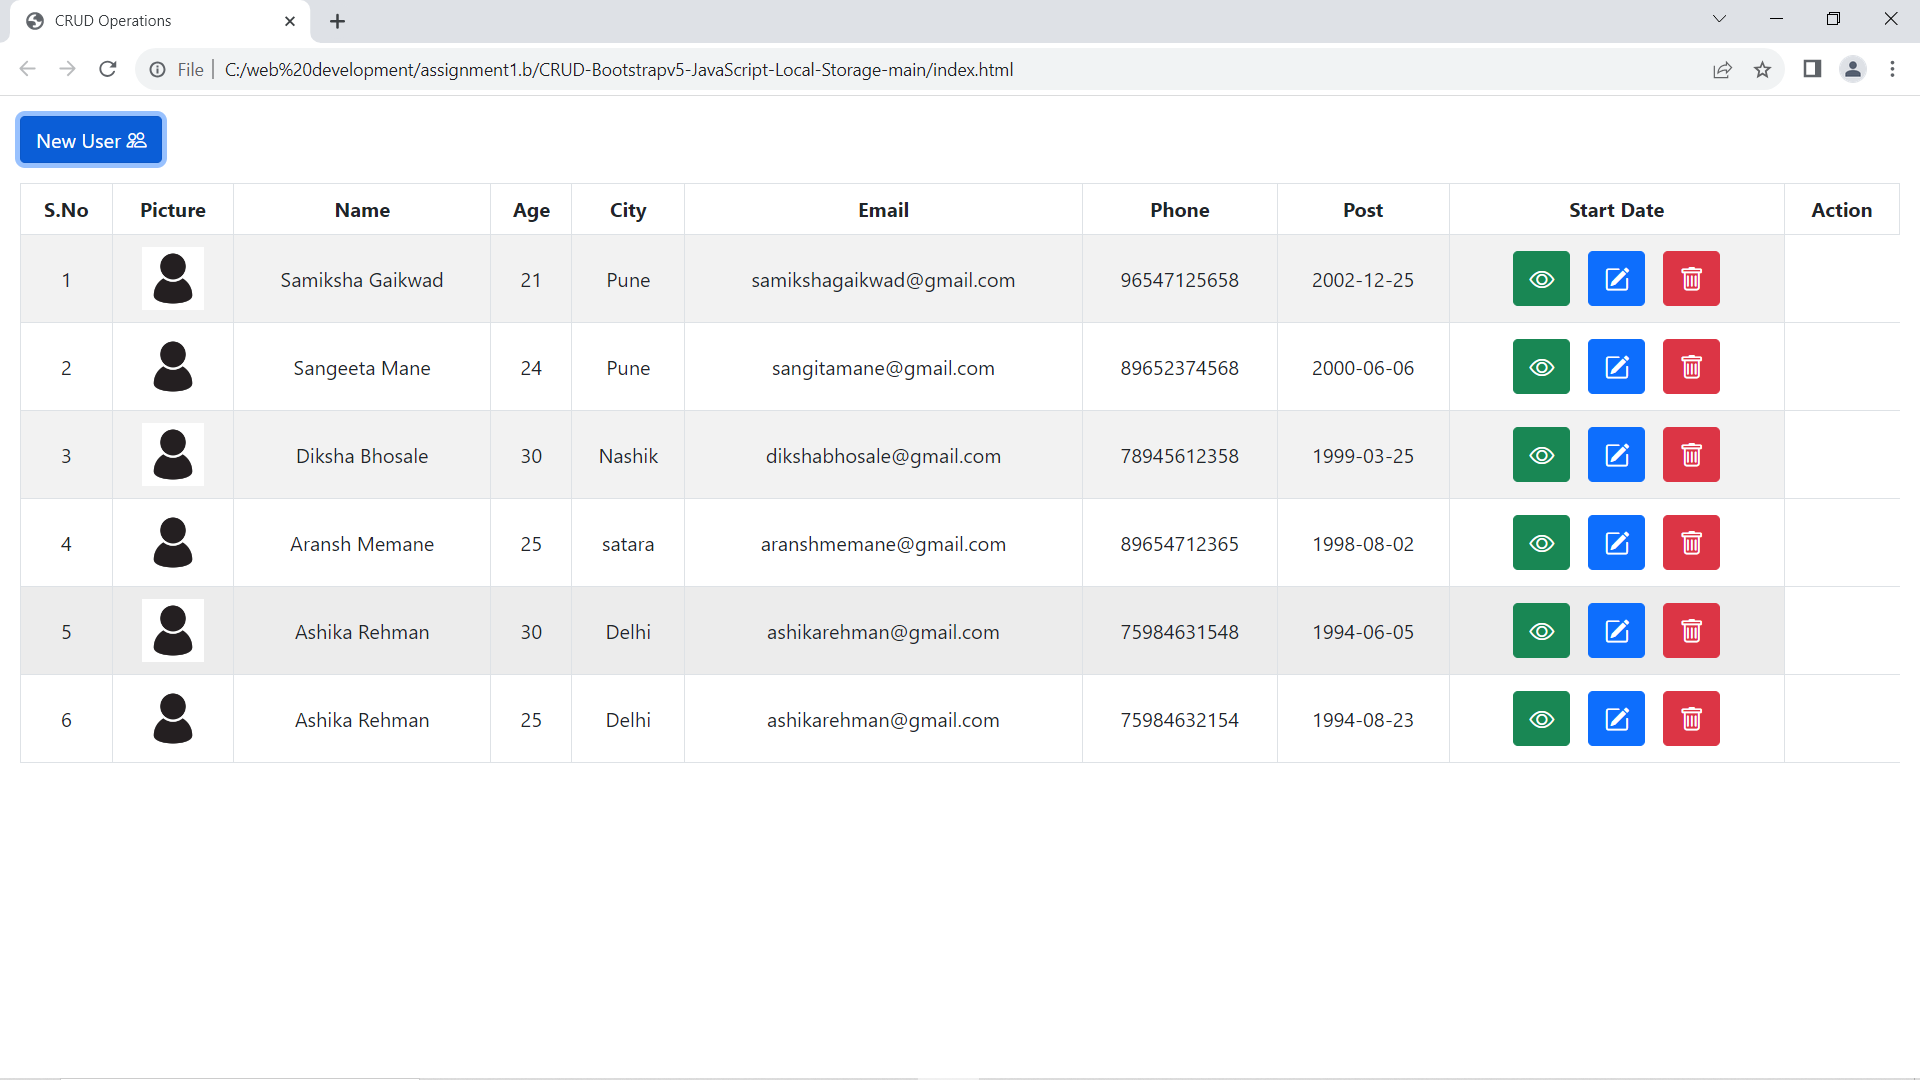 CRUD Operations
File | C:/web%20development/assignment1.b/CRUD-Bootstrapv5-JavaScript-Local-Storage-main/index.html
New User
S.No Picture Name Age City Email Phone Post Start Date Action
1 Samiksha Gaikwad 21 Pune samikshagaikwad@gmail.com 96547125658 2002-12-25
2 Sangeeta Mane 24 Pune sangitamane@gmail.com 89652374568 2000-06-06
3 Diksha Bhosale 30 Nashik dikshabhosale@gmail.com 78945612358 1999-03-25
4 Aransh Memane 25 satara aranshmemane@gmail.com 89654712365 1998-08-02
5 Ashika Rehman 30 Delhi ashikarehman@gmail.com 75984631548 1994-06-05
6 Ashika Rehman 25 Delhi ashikarehman@gmail.com 75984632154 1994-08-23